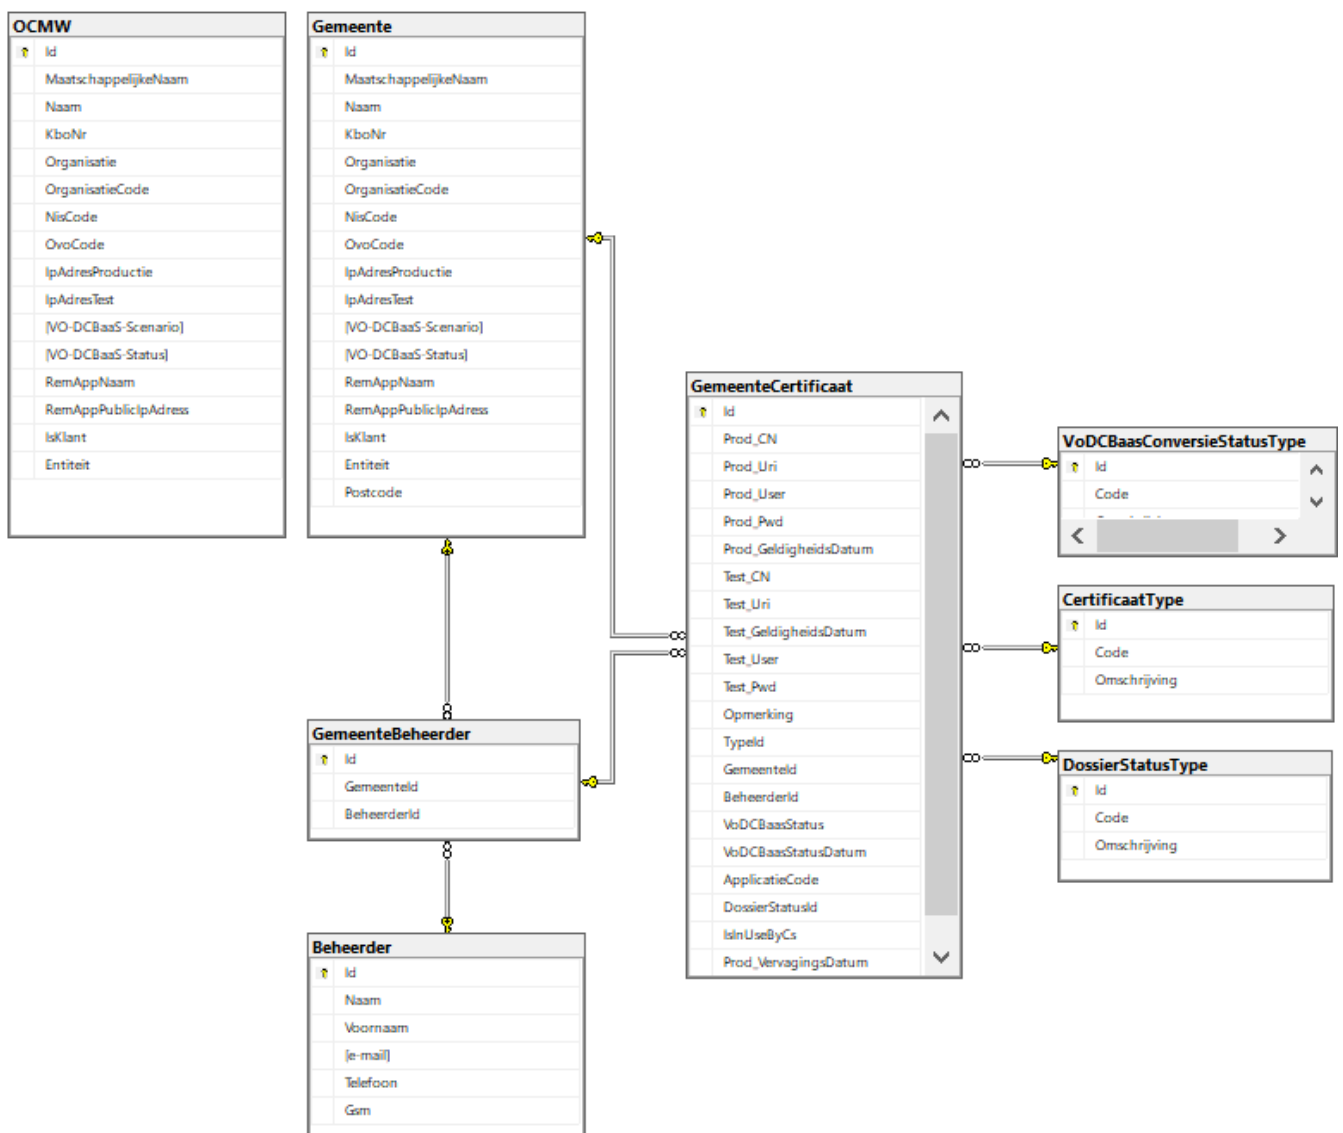 OCMW
Id
MaatschappelijkeNaam
Naam
KboNr
Organisatie
OrganisatieCode
NisCode
OvoCode
IpAdresProductie
IpAdresTest
[VO-DCBaaS-Scenario]
[VO-DCBaaS-Status]
RemAppNaam
RemAppPublicIpAdress
IsKlant
Entiteit
Gemeente
Id
MaatschappelijkeNaam
Naam
KboNr
Organisatie
OrganisatieCode
NisCode
OvoCode
IpAdresProductie
IpAdresTest
[VO-DCBaaS-Scenario]
[VO-DCBaaS-Status]
RemAppNaam
RemAppPublicIpAdress
IsKlant
Entiteit
Postcode
GemeenteBeheerder
Id
GemeenteId
BeheerderId
Beheerder
Id
Naam
Voornaam
[e-mail]
Telefoon
Gsm
GemeenteCertificaat
Id
Prod_CN
Prod_Uri
Prod_User
Prod_Pwd
Prod_GeldigheidsDatum
Test_CN
Test_Uri
Test_GeldigheidsDatum
Test_User
Test_Pwd
Opmerking
TypeId
GemeenteId
BeheerderId
VoDCBaasStatus
VoDCBaasStatusDatum
ApplicatieCode
DossierStatusId
IsInUseByCs
Prod_VervagingsDatum
VoDCBaasConversieStatusType
Id
Code
CertificaatType
Id
Code
Omschrijving
DossierStatusType
Id
Code
Omschrijving